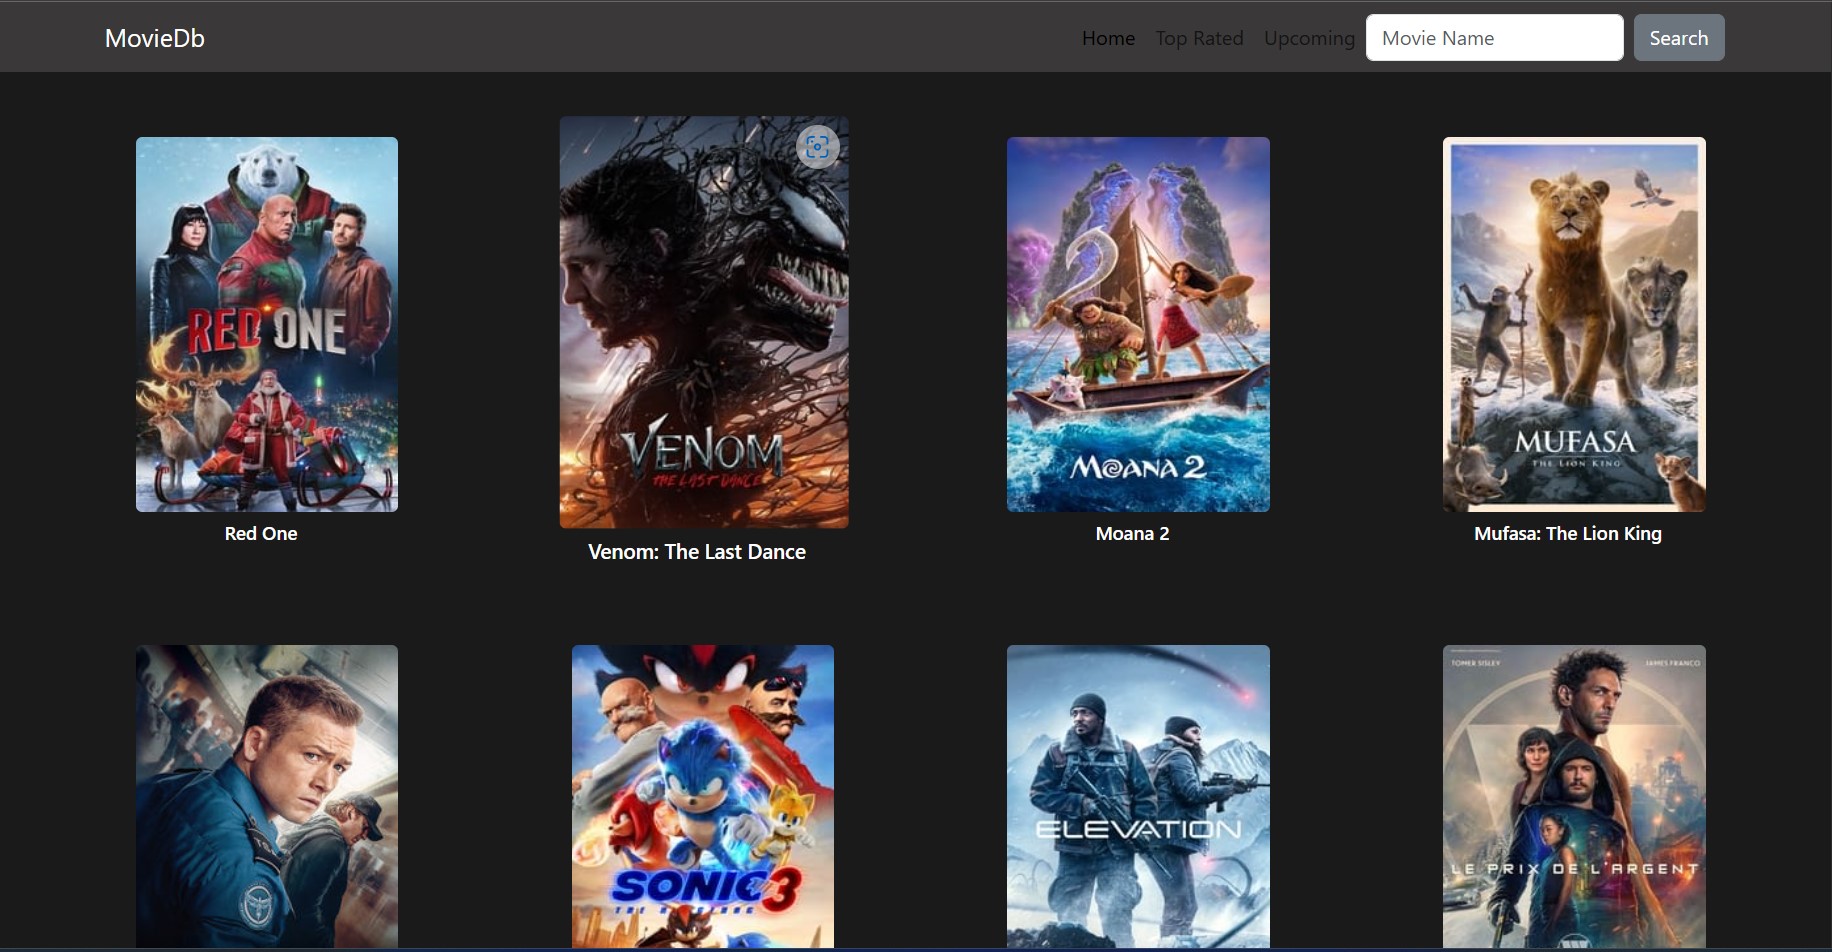 MovieDb
Home Top Rated Upcoming Movie Name Search
RED ONE
VENOM
THE LAST DANCE
MOANA 2
MUFASA
THE LION KING
Red One
Venom: The Last Dance
Moana 2
Mufasa: The Lion King
TOMER SISLEY JAMES FRANCO
ELEVATION
LE PRIX DE L'ARGENT
SONIC 3